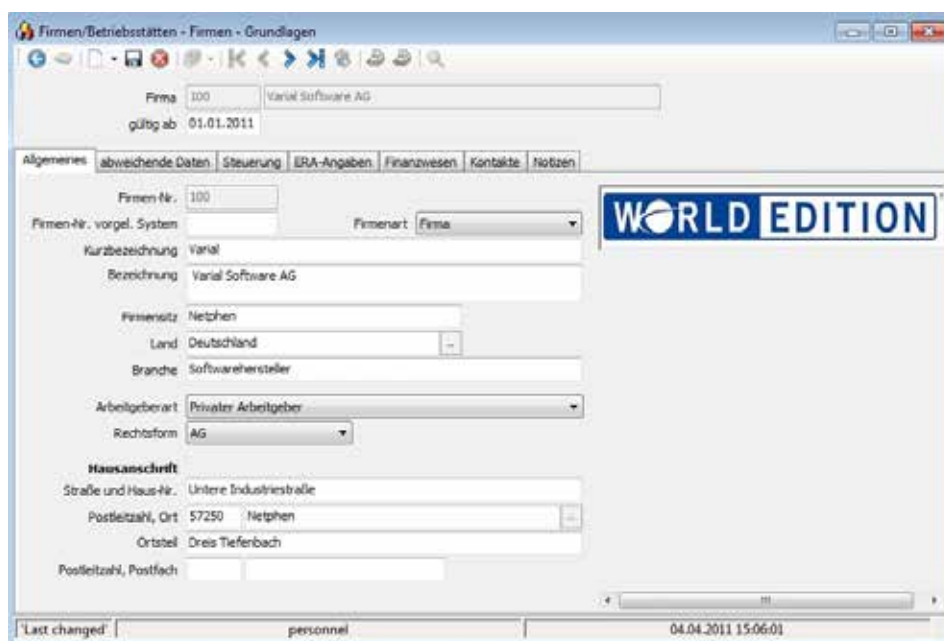 Firmen/Betriebsstätten - Firmen - Grundlagen
Firma 100 Varial Software AG
gültig ab 01.01.2011
Allgemeines abweichende Daten Steuerung ERA-Angaben Finanzwesen Kontakte Notizen
Firmen-Nr. 100
Firmen-Nr. vorgel. System Firmenart Firma
Kurzbezeichnung Varial
Bezeichnung Varial Software AG
Firmensitz Netphen
Land Deutschland ...
Branche Softwarehersteller
Arbeitgeberart Privater Arbeitgeber
Rechtsform AG
Hausanschrift
Straße und Haus-Nr. Untere Industriestraße
Postleitzahl, Ort 57250 Netphen ...
Ortsteil Dreis Tiefenbach
Postleitzahl, Postfach
WORLD EDITION
'Last changed' personnel 04.04.2011 15:06:01